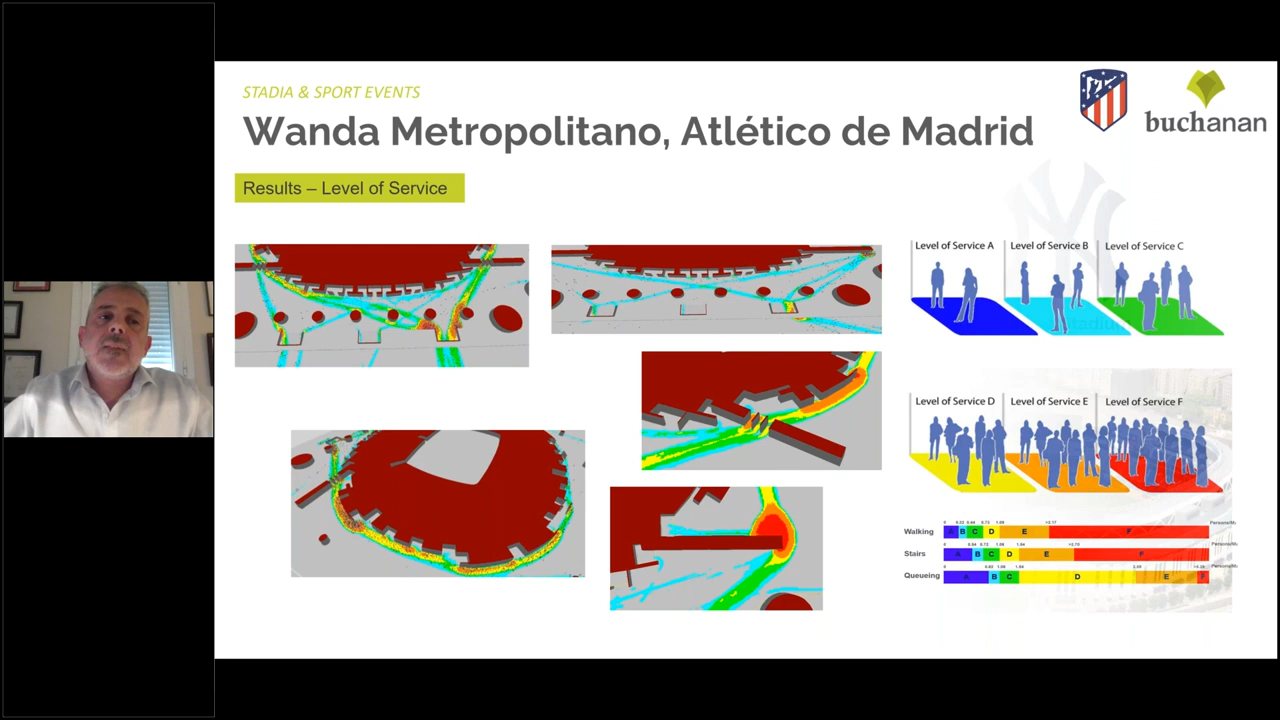 STADIA & SPORT EVENTS
Wanda Metropolitano, Atlético de Madrid
buchanan
Results – Level of Service
Level of Service A
Level of Service B
Level of Service C
Level of Service D
Level of Service E
Level of Service F
Walking
A B C D E F
Stairs
A B C D E F
Queueing
A B C D E F